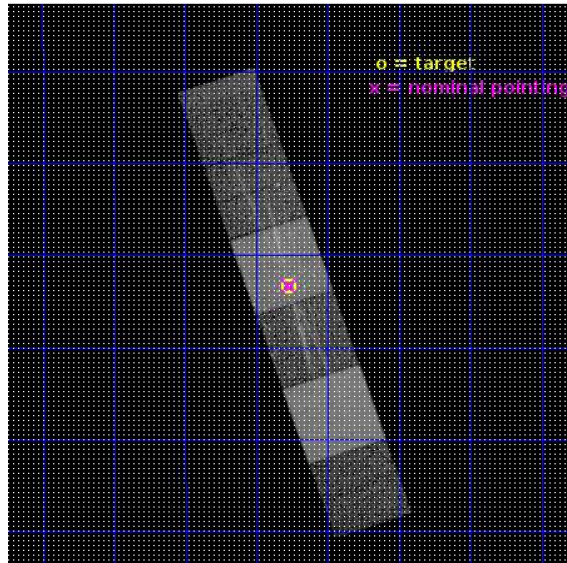 o = target
x = nominal pointing